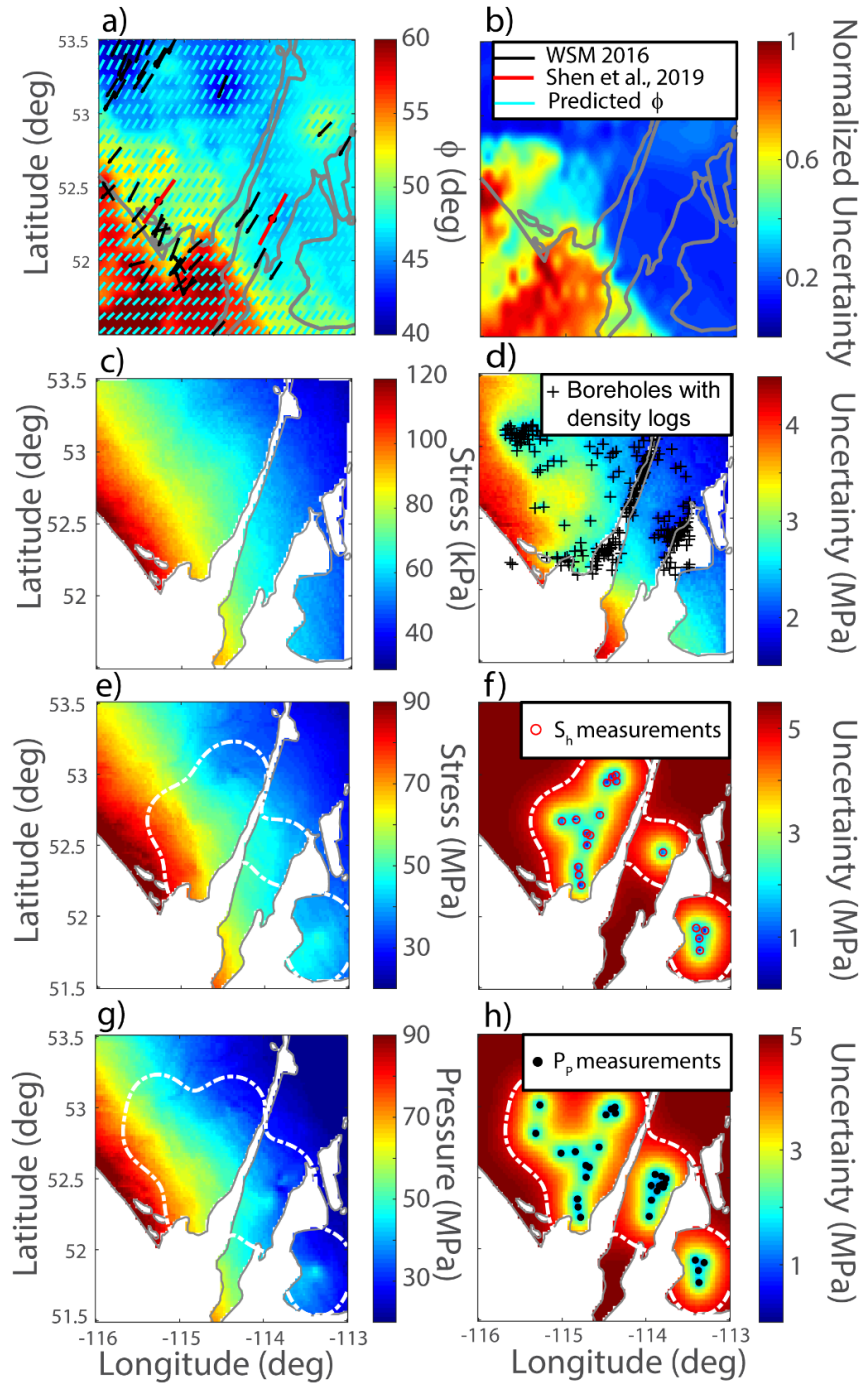 a)
53.5
53
52.5
52
Latitude (deg)
60
55
50
45
40
ϕ (deg)
b)
WSM 2016
Shen et al., 2019
Predicted ϕ
1
0.6
0.2
Normalized Uncertainty
c)
53.5
53
52.5
52
Latitude (deg)
120
100
80
60
40
Stress (kPa)
d)
+ Boreholes with
density logs
4
3
2
Uncertainty (MPa)
e)
53.5
53
52.5
52
51.5
Latitude (deg)
90
70
50
30
Stress (MPa)
f)
Sh measurements
5
3
1
Uncertainty (MPa)
g)
53.5
53
52.5
52
51.5
Latitude (deg)
-116
-115
-114
-113
Longitude (deg)
90
70
50
30
Pressure (MPa)
h)
PP measurements
-116
-115
-114
-113
Longitude (deg)
5
3
1
Uncertainty (MPa)